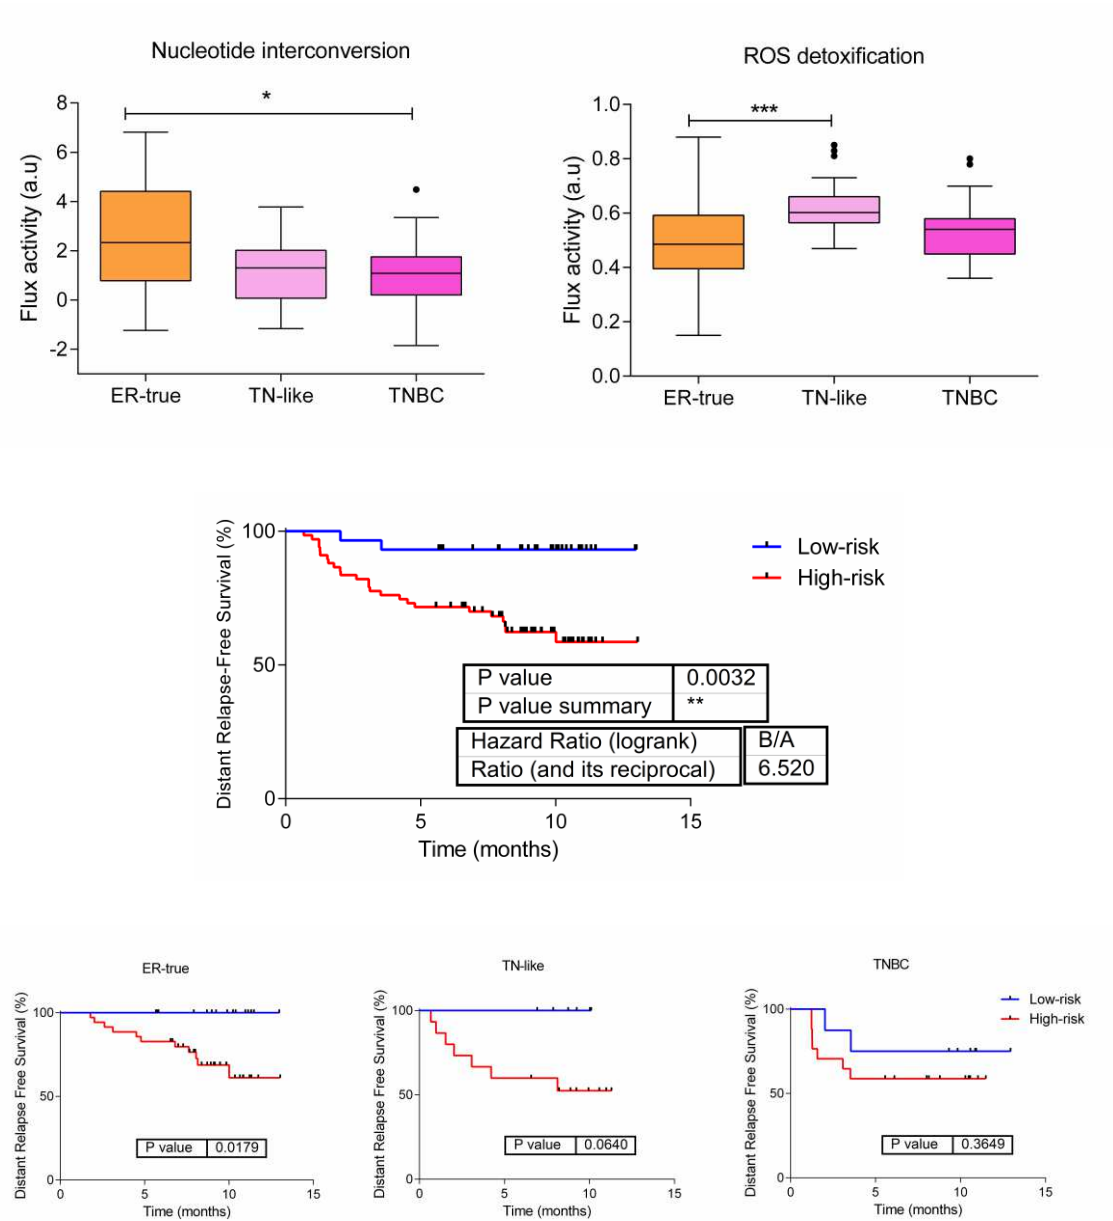 Nucleotide interconversion
Flux activity (a.u)
8
6
4
2
0
-2
*
ER-true TN-like TNBC
ROS detoxification
Flux activity (a.u)
1.0
0.8
0.6
0.4
0.2
0.0
***
ER-true TN-like TNBC
Distant Relapse-Free Survival (%)
100
50
0
0 5 10 15
Time (months)
Low-risk
High-risk
P value 0.0032
P value summary **
Hazard Ratio (logrank) B/A
Ratio (and its reciprocal) 6.520
ER-true
Distant Relapse Free Survival (%)
100
50
0
P value 0.0179
0 5 10 15
Time (months)
TN-like
Distant Relapse Free Survival (%)
100
50
0
P value 0.0640
0 5 10 15
Time (months)
TNBC
Distant Relapse Free Survival (%)
100
50
0
Low-risk
High-risk
P value 0.3649
0 5 10 15
Time (months)